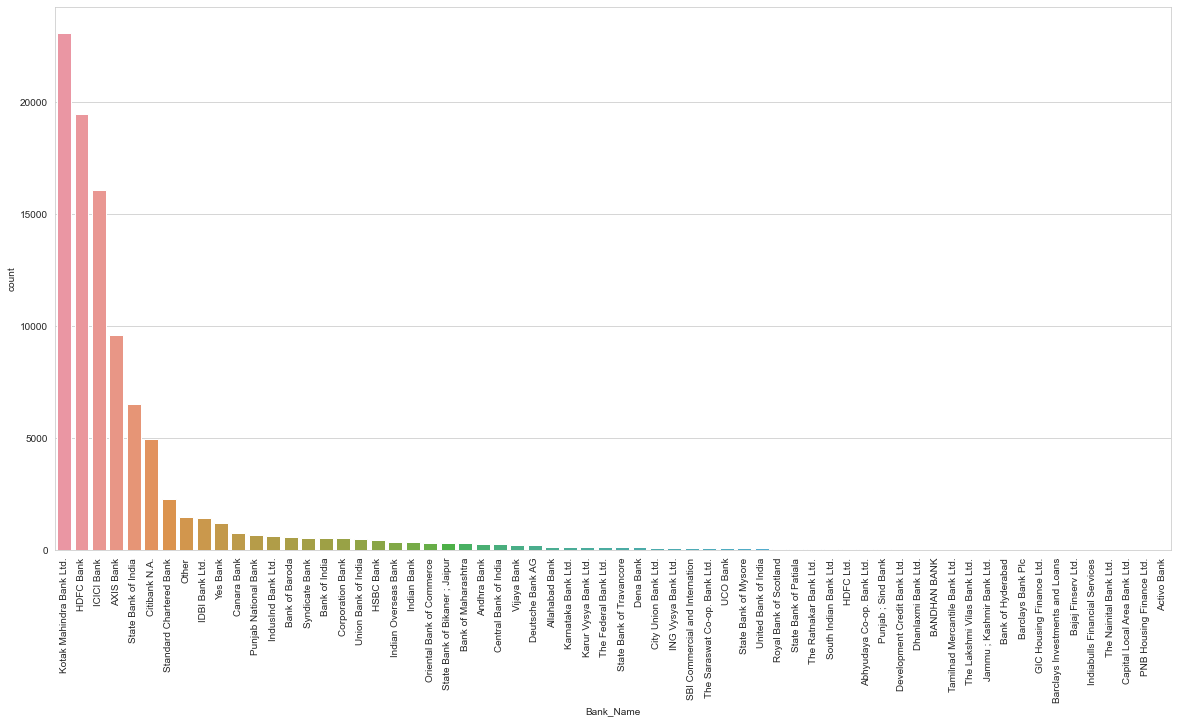 20000
15000
10000
5000
0
count
Kotak Mahindra Bank Ltd.
HDFC Bank
ICICI Bank
AXIS Bank
State Bank of India
Citibank N.A.
Standard Chartered Bank
Other
IDBI Bank Ltd.
Yes Bank
Canara Bank
Punjab National Bank
IndusInd Bank Ltd.
Bank of Baroda
Syndicate Bank
Bank of India
Corporation Bank
Union Bank of India
HSBC Bank
Indian Overseas Bank
Indian Bank
Oriental Bank of Commerce
State Bank of Bikaner ; Jaipur
Bank of Maharashtra
Andhra Bank
Central Bank of India
Vijaya Bank
Deutsche Bank AG
Allahabad Bank
Karnataka Bank Ltd.
Karur Vysya Bank Ltd.
The Federal Bank Ltd.
State Bank of Travancore
Dena Bank
City Union Bank Ltd.
ING Vysya Bank Ltd.
SBI Commercial and Internation
The Saraswat Co-op. Bank Ltd.
UCO Bank
State Bank of Mysore
United Bank of India
Royal Bank of Scotland
State Bank of Patiala
The Ratnakar Bank Ltd.
South Indian Bank Ltd.
HDFC Ltd.
Abhyudaya Co-op. Bank Ltd.
Punjab ; Sind Bank
Development Credit Bank Ltd.
Dhanlaxmi Bank Ltd.
BANDHAN BANK
Tamilnad Mercantile Bank Ltd.
The Lakshmi Vilas Bank Ltd.
Jammu ; Kashmir Bank Ltd.
Bank of Hyderabad
Barclays Bank Plc
GIC Housing Finance Ltd.
Barclays Investments and Loans
Bajaj Finserv Ltd.
Indiabulls Financial Services
The Nainital Bank Ltd.
Capital Local Area Bank Ltd.
PNB Housing Finance Ltd.
Activo Bank
Bank_Name